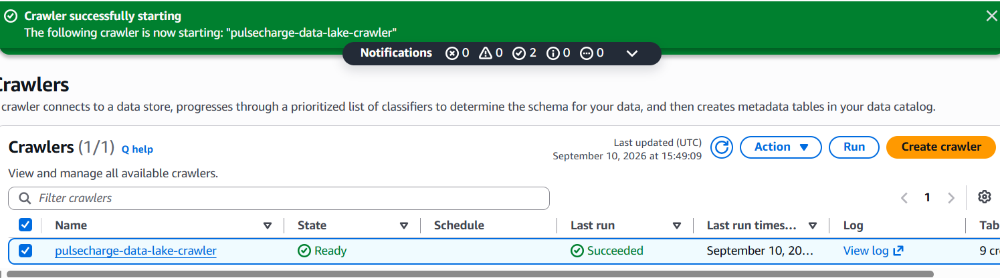 Crawler successfully starting
The following crawler is now starting: "pulsecharge-data-lake-crawler"
Notifications 0 0 2 0 0
Crawlers
crawler connects to a data store, progresses through a prioritized list of classifiers to determine the schema for your data, and then creates metadata tables in your data catalog.
Crawlers (1/1) Q help
Last updated (UTC)
September 10, 2026 at 15:49:09
Action Run Create crawler
View and manage all available crawlers.
Filter crawlers
1
Name State Schedule Last run Last run times... Log Tab
pulsecharge-data-lake-crawler Ready Succeeded September 10, 20... View log 9 cr